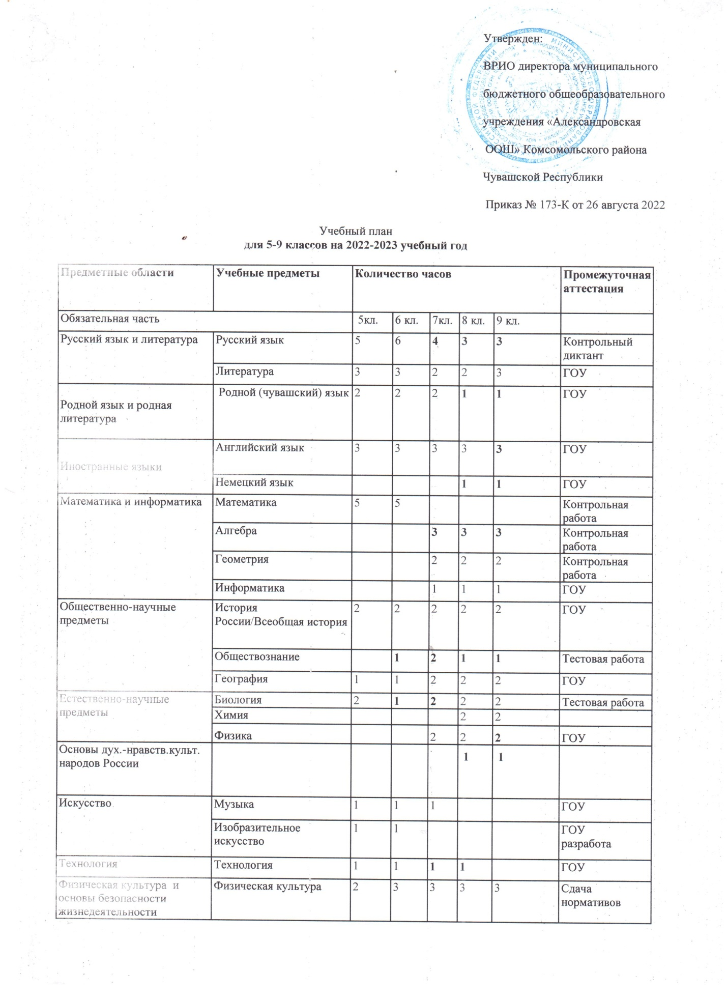 Утвержден:
ВРИО директора муниципального
бюджетного общеобразовательного
учреждения «Александровская
ООШ» Комсомольского района
Чувашской Республики
Приказ № 173-К от 26 августа 2022
Учебный план
для 5-9 классов на 2022-2023 учебный год
Предметные области Учебные предметы Количество часов Промежуточная
аттестация
Обязательная часть 5кл. 6 кл. 7кл. 8 кл. 9 кл.
Русский язык и литература Русский язык 5 6 4 3 3 Контрольный
диктант
Литература 3 3 2 2 3 ГОУ
Родной (чувашский) язык 2 2 2 1 1 ГОУ
Родной язык и родная
литература
Английский язык 3 3 3 3 3 ГОУ
Иностранные языки
Немецкий язык 1 1 ГОУ
Математика и информатика Математика 5 5 Контрольная
работа
Алгебра 3 3 3 Контрольная
работа
Геометрия 2 2 2 Контрольная
работа
Информатика 1 1 1 ГОУ
Общественно-научные История 2 2 2 2 2 ГОУ
предметы России/Всеобщая история
Обществознание 1 2 1 1 Тестовая работа
География 1 1 2 2 2 ГОУ
Естественно-научные Биология 2 1 2 2 2 Тестовая работа
предметы Химия 2 2
Физика 2 2 2 ГОУ
Основы дух.-нравств.культ. 1 1
народов России
Искусство Музыка 1 1 1 ГОУ
Изобразительное 1 1 ГОУ
искусство разработа
Технология Технология 1 1 1 1 ГОУ
Физическая культура и Физическая культура 2 3 3 3 3 Сдача
основы безопасности нормативов
жизнедеятельности